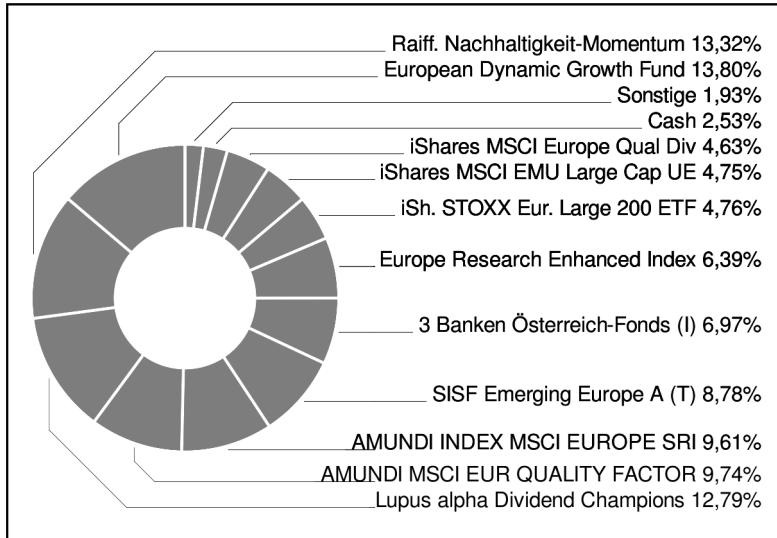 Raiff. Nachhaltigkeit-Momentum 13,32%
European Dynamic Growth Fund 13,80%
Sonstige 1,93%
Cash 2,53%
iShares MSCI Europe Qual Div 4,63%
iShares MSCI EMU Large Cap UE 4,75%
iSh. STOXX Eur. Large 200 ETF 4,76%
Europe Research Enhanced Index 6,39%
3 Banken Österreich-Fonds (I) 6,97%
SISF Emerging Europe A (T) 8,78%
AMUNDI INDEX MSCI EUROPE SRI 9,61%
AMUNDI MSCI EUR QUALITY FACTOR 9,74%
Lupus alpha Dividend Champions 12,79%